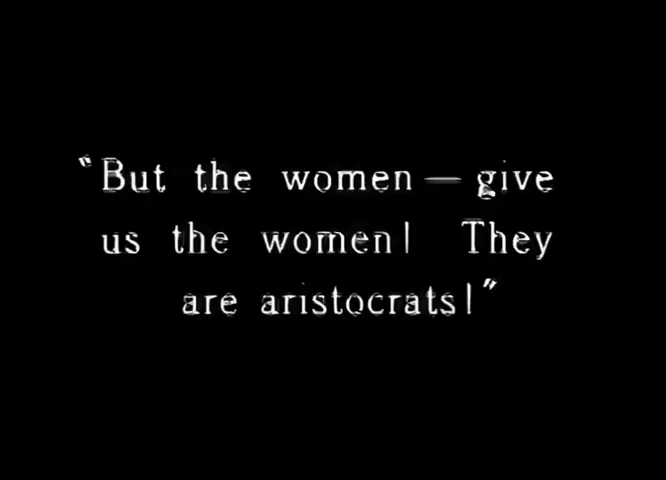 "But the women — give
us the women! They
are aristocrats!"